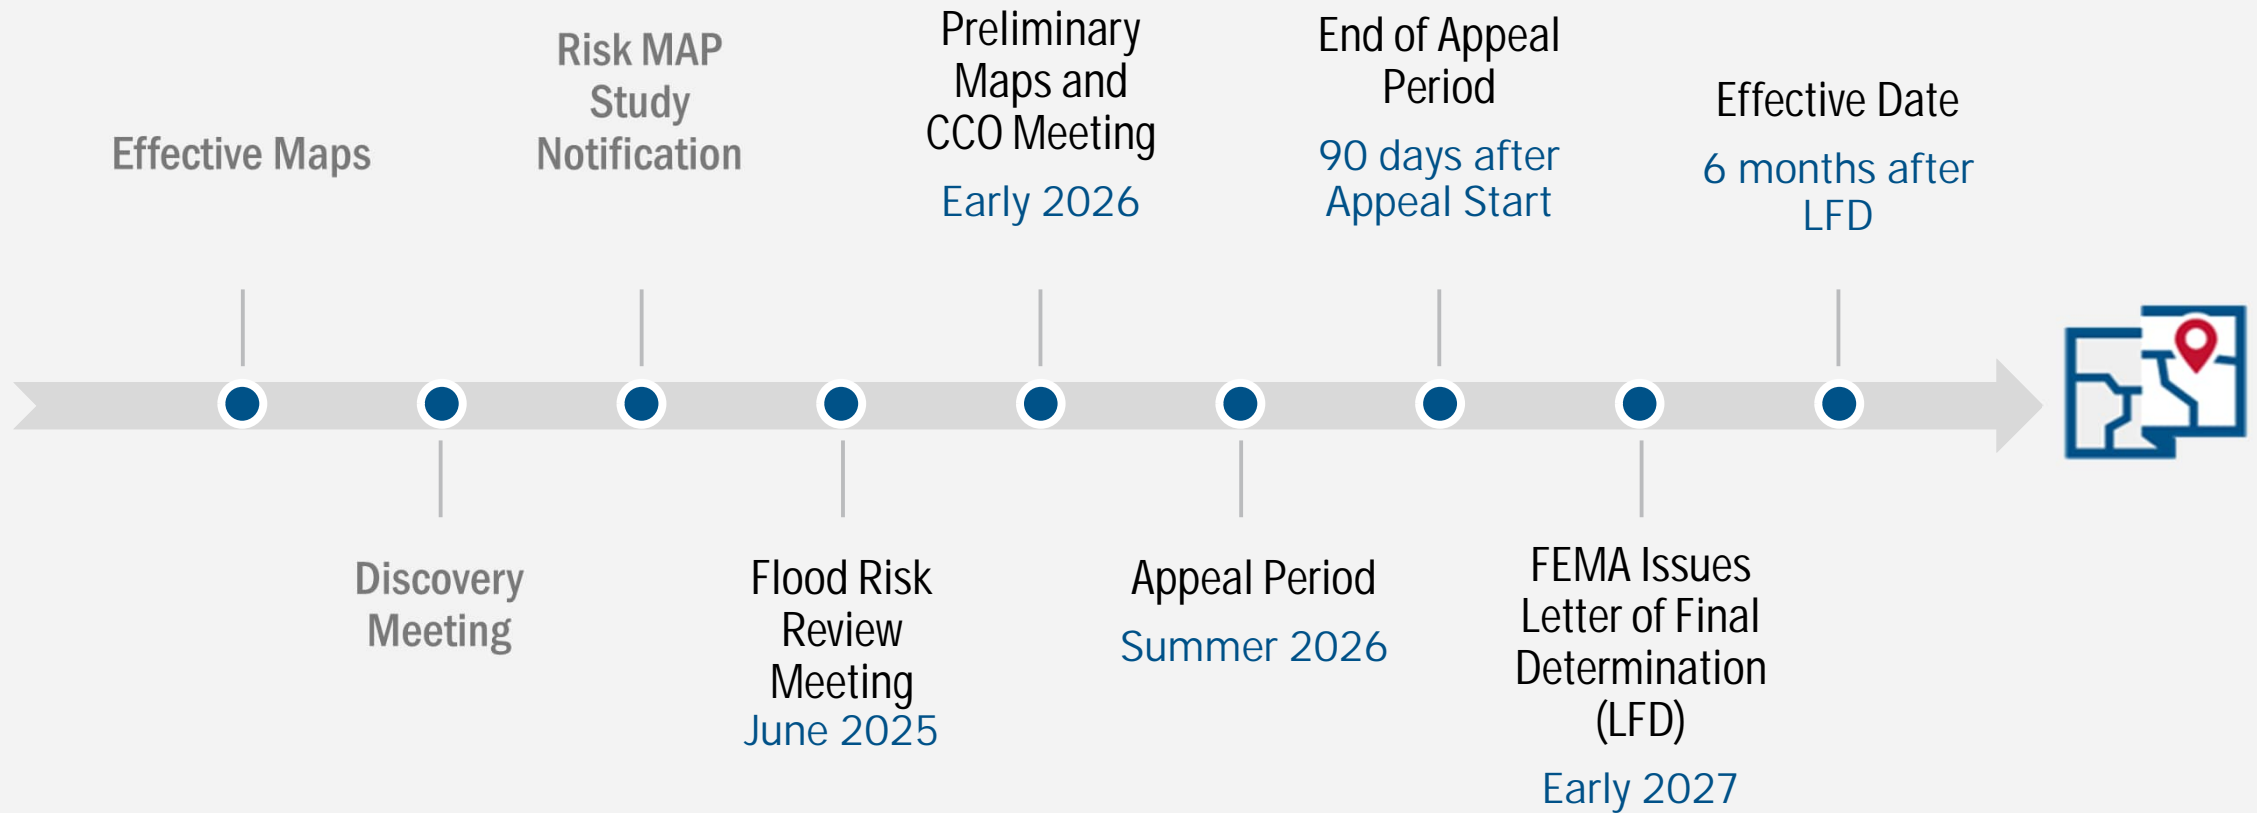 Effective Maps
Discovery
Meeting
Risk MAP
Study
Notification
Flood Risk
Review
Meeting
June 2025
Preliminary
Maps and
CCO Meeting
Early 2026
Appeal Period
Summer 2026
End of Appeal
Period
90 days after
Appeal Start
FEMA Issues
Letter of Final
Determination
(LFD)
Early 2027
Effective Date
6 months after
LFD